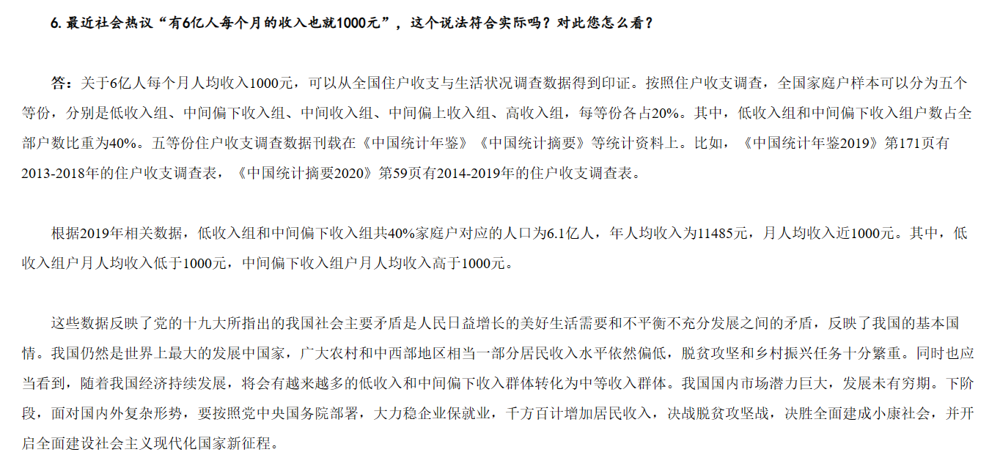 6.最近社会热议“有6亿人每个月的收入也就1000元”，这个说法符合实际吗？对此您怎么看？
答：关于6亿人每个月人均收入1000元，可以从全国住户收支与生活状况调查数据得到印证。按照住户收支调查，全国家庭户样本可以分为五个
等份，分别是低收入组、中间偏下收入组、中间收入组、中间偏上收入组、高收入组，每等份各占20%。其中，低收入组和中间偏下收入组户数占全
部户数比重为40%。五等份住户收支调查数据刊载在《中国统计年鉴》《中国统计摘要》等统计资料上。比如，《中国统计年鉴2019》第171页有
2013-2018年的住户收支调查表，《中国统计摘要2020》第59页有2014-2019年的住户收支调查表。
根据2019年相关数据，低收入组和中间偏下收入组共40%家庭户对应的人口为6.1亿人，年人均收入为11485元，月人均收入近1000元。其中，低
收入组户月人均收入低于1000元，中间偏下收入组户月人均收入高于1000元。
这些数据反映了党的十九大所指出的我国社会主要矛盾是人民日益增长的美好生活需要和不平衡不充分发展之间的矛盾，反映了我国的基本国
情。我国仍然是世界上最大的发展中国家，广大农村和中西部地区相当一部分居民收入水平依然偏低，脱贫攻坚和乡村振兴任务十分繁重。同时也应
当看到，随着我国经济持续发展，将会有越来越多的低收入和中间偏下收入群体转化为中等收入群体。我国国内市场潜力巨大，发展未有穷期。下阶
段，面对国内外复杂形势，要按照党中央国务院部署，大力稳企业保就业，千方百计增加居民收入，决战脱贫攻坚战，决胜全面建成小康社会，并开
启全面建设社会主义现代化国家新征程。